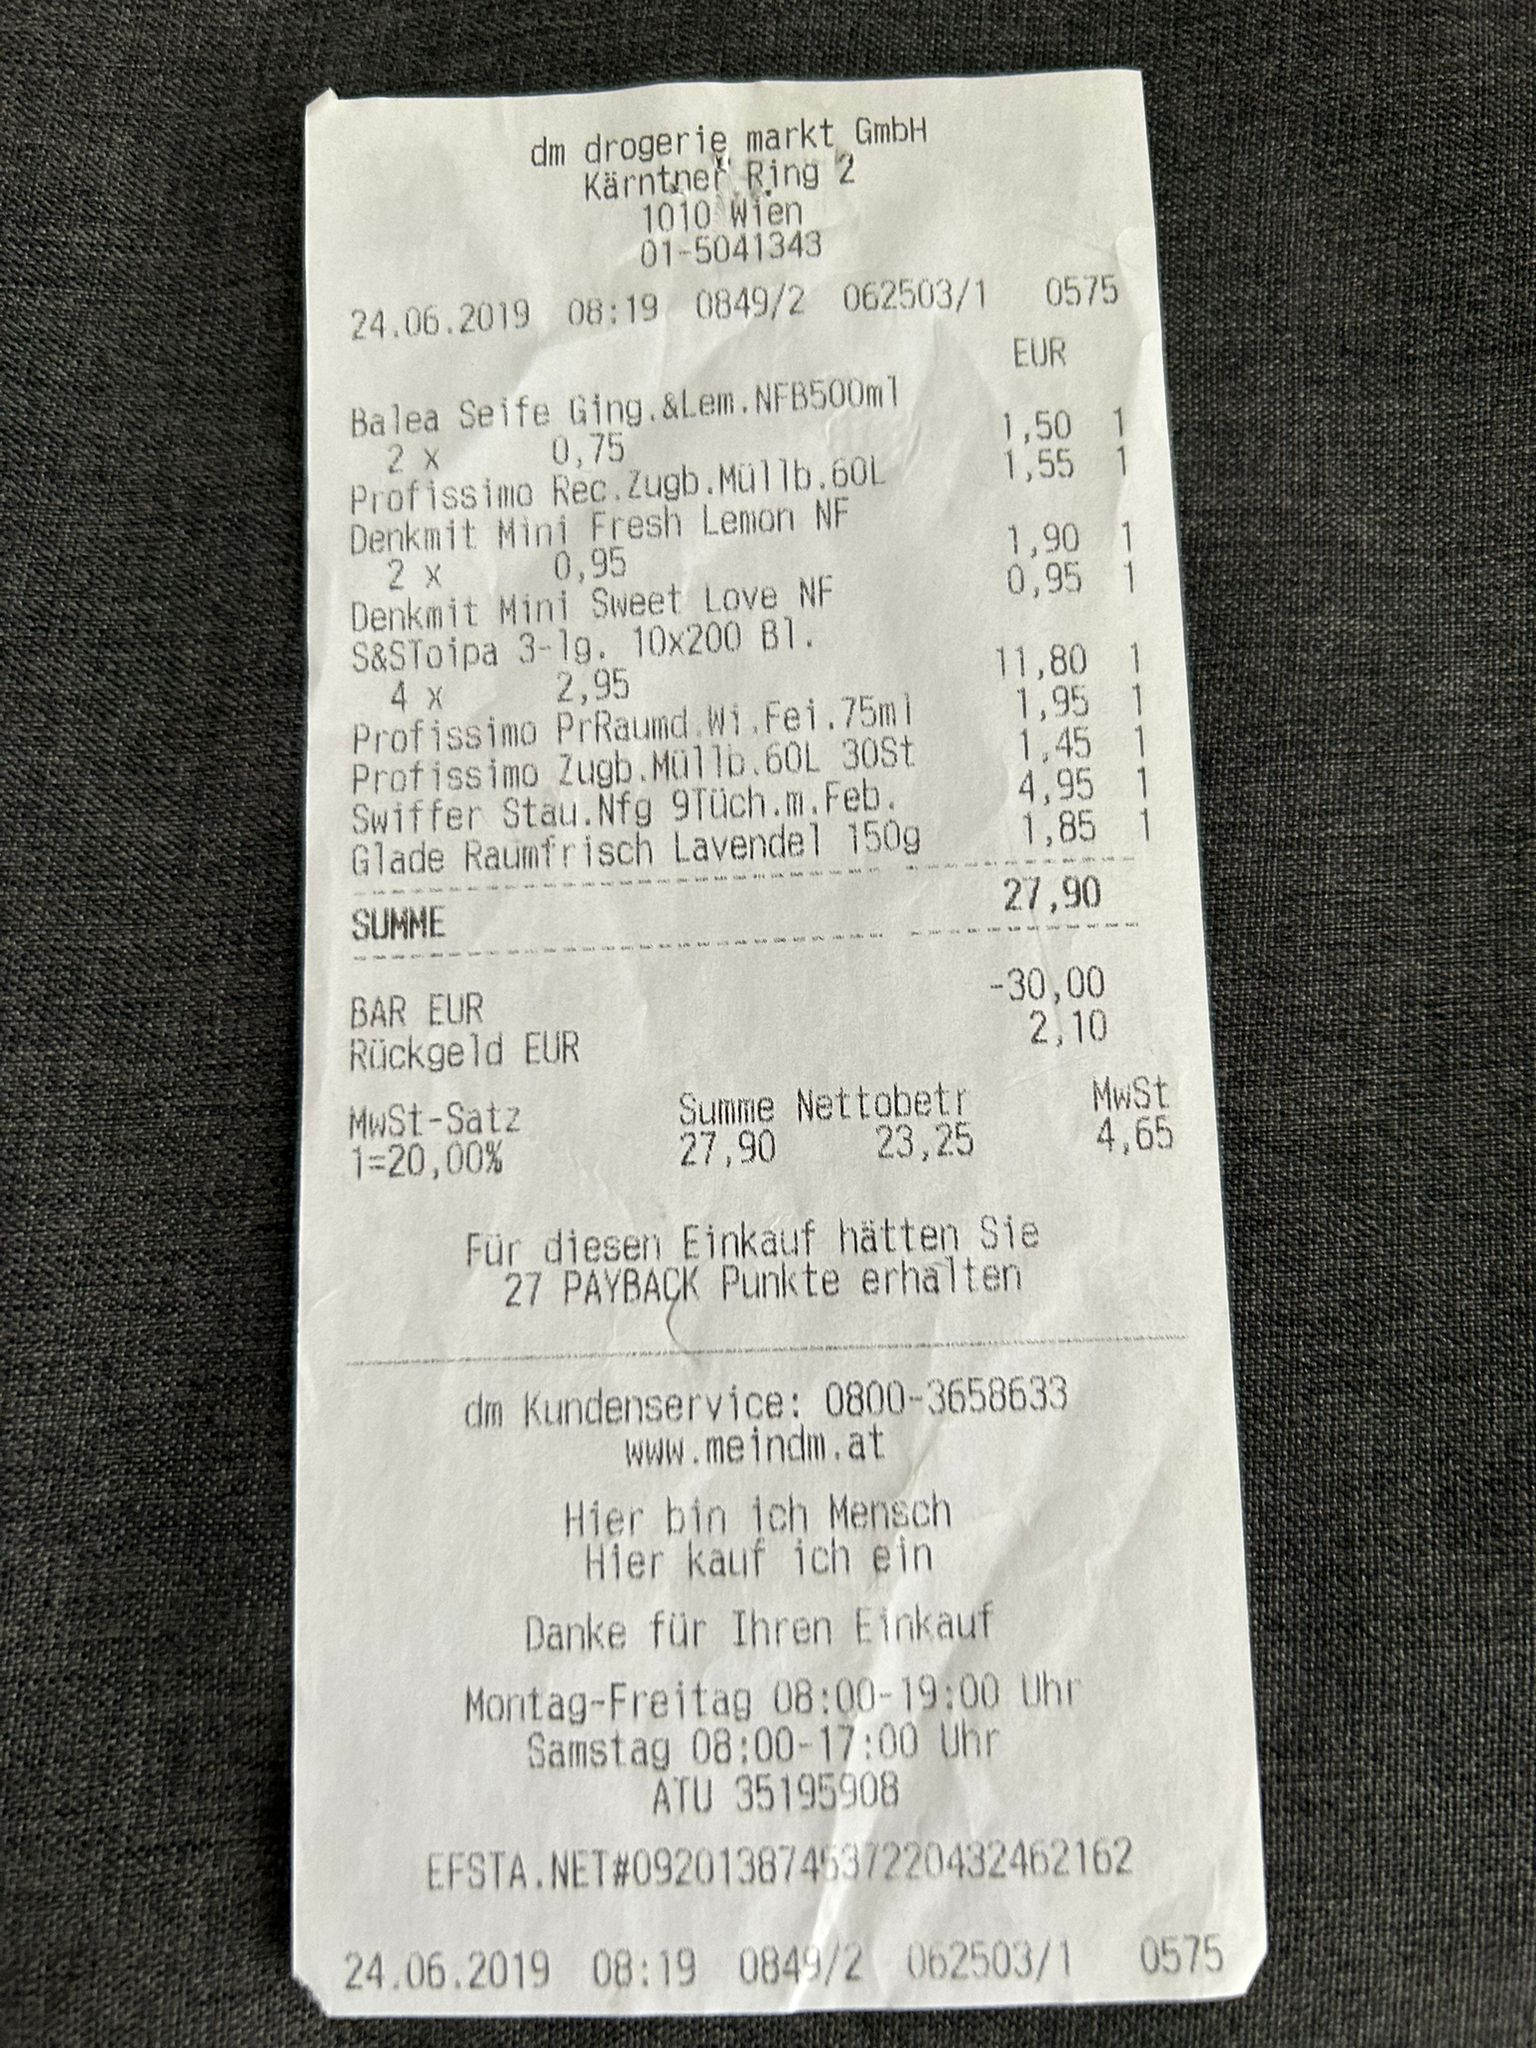 dm drogerie markt GmbH
Kärntner Ring 2
1010 Wien
01-5041343
24.06.2019 08:19 0849/2 062503/1 0575
EUR
Balea Seife Ging.&Lem.NFB500ml
2 x 0,75 1,50 1
Profissimo Rec.Zugb.Müllb.60L 1,55 1
Denkmit Mini Fresh Lemon NF
2 x 0,95 1,90 1
Denkmit Mini Sweet Love NF 0,95 1
S&SToipa 3-lg. 10x200 Bl.
4 x 2,95 11,80 1
Profissimo PrRaumd.Wi.Fei.75ml 1,95 1
Profissimo Zugb.Müllb.60L 30St 1,45 1
Swiffer Stau.Nfg 9Tüch.m.Feb. 4,95 1
Glade Raumfrisch Lavendel 150g 1,85 1
SUMME 27,90
BAR EUR -30,00
Rückgeld EUR 2,10
MwSt-Satz Summe Nettobetr MwSt
1=20,00% 27,90 23,25 4,65
Für diesen Einkauf hätten Sie
27 PAYBACK Punkte erhalten
dm Kundenservice: 0800-3658633
www.meindm.at
Hier bin ich Mensch
Hier kauf ich ein
Danke für Ihren Einkauf
Montag-Freitag 08:00-19:00 Uhr
Samstag 08:00-17:00 Uhr
ATU 35195908
EFSTA.NET#0920138745372204324​62162
24.06.2019 08:19 0849/2 062503/1 0575